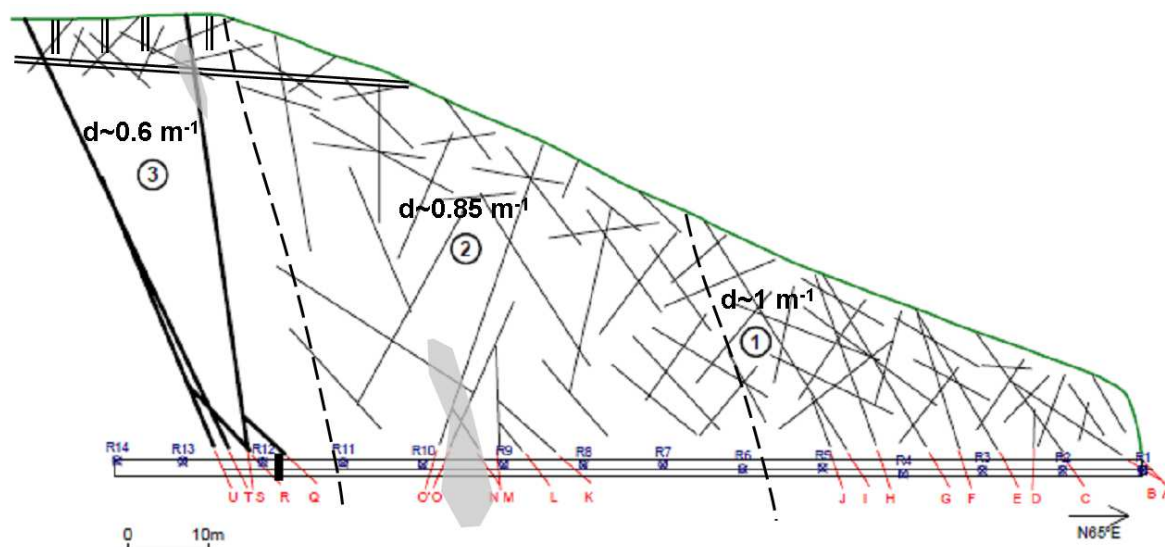 d~0.6 m⁻¹
3
d~0.85 m⁻¹
2
d~1 m⁻¹
1
R14 R13 R12 R11 R10 R9 R8 R7 R6 R5 R4 R3 R2 R1
U T S R Q O' O N M L K J I H G F E D C B A
0 10m
N65°E